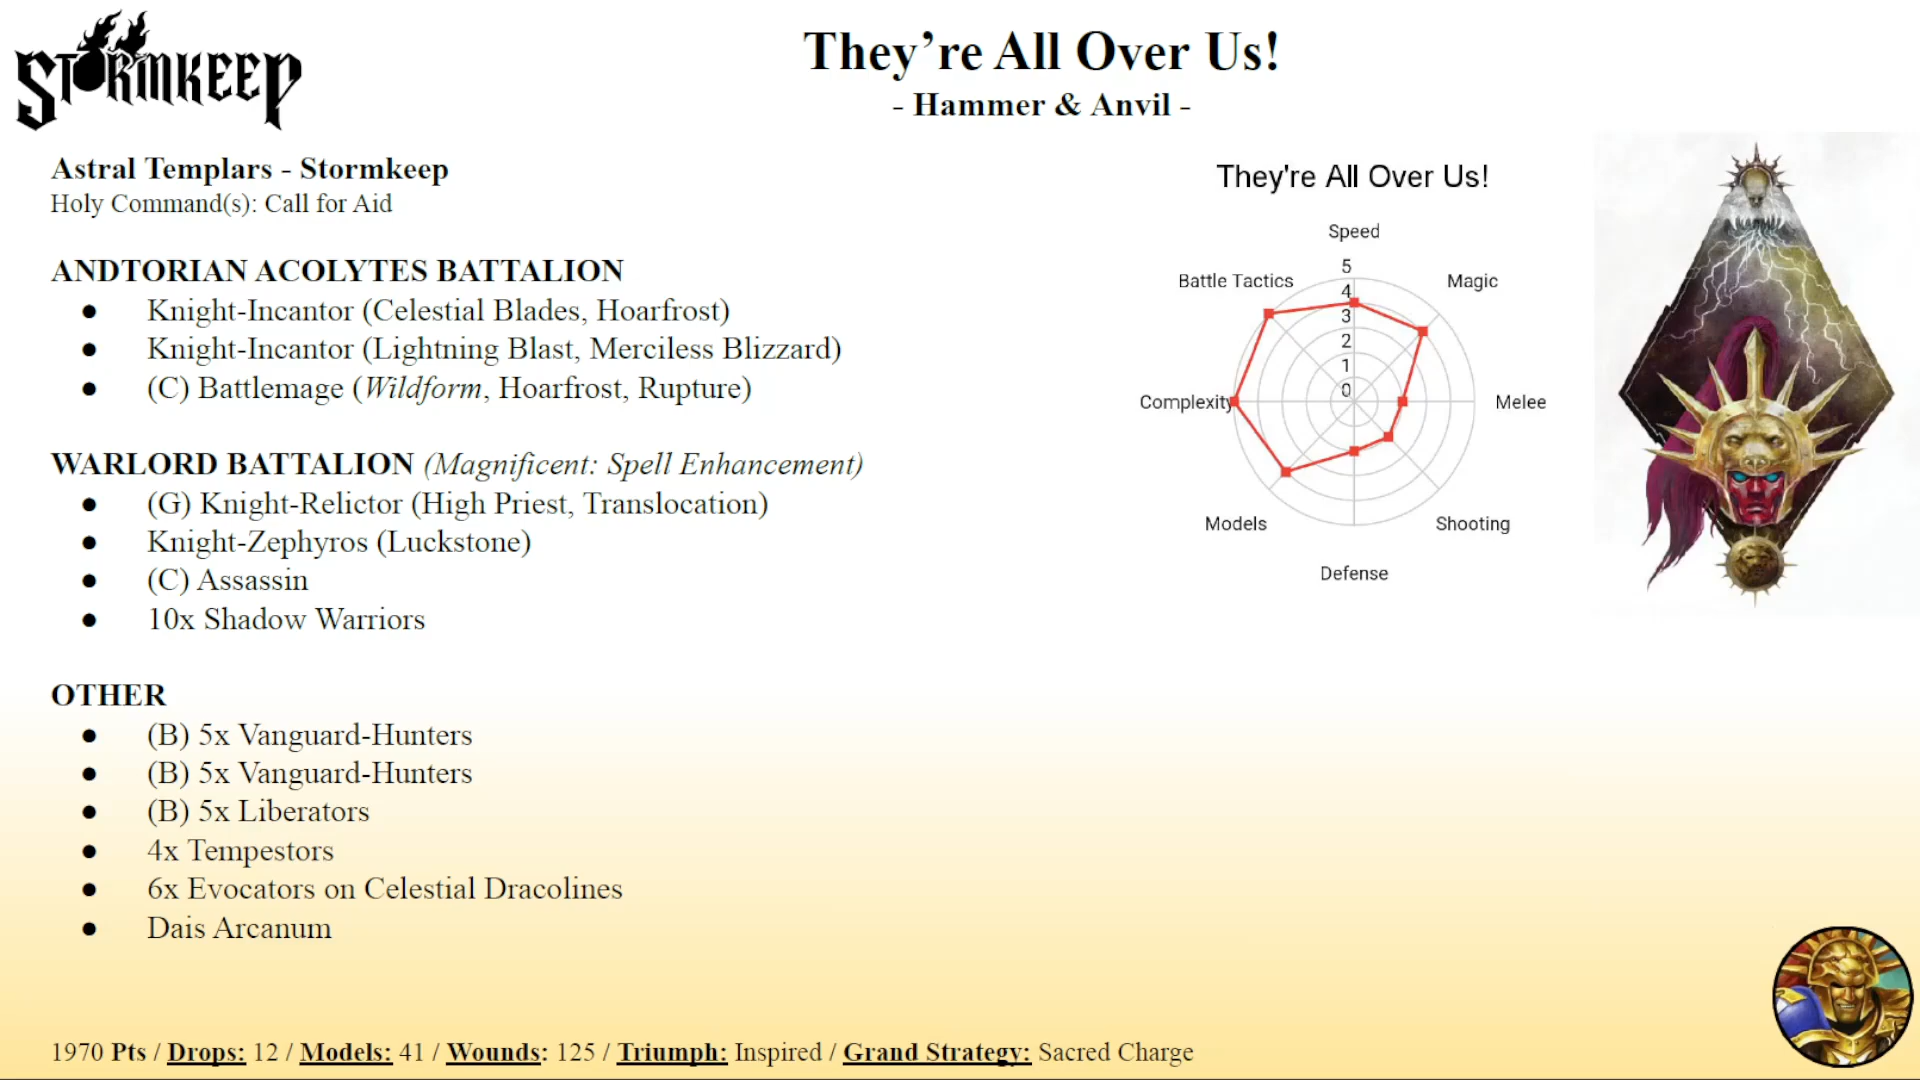 STORMKEEP
They’re All Over Us!
- Hammer & Anvil -
Astral Templars - Stormkeep
Holy Command(s): Call for Aid
ANDTORIAN ACOLYTES BATTALION
● Knight-Incantor (Celestial Blades, Hoarfrost)
● Knight-Incantor (Lightning Blast, Merciless Blizzard)
● (C) Battlemage (Wildform, Hoarfrost, Rupture)
WARLORD BATTALION (Magnificent: Spell Enhancement)
● (G) Knight-Relictor (High Priest, Translocation)
● Knight-Zephyros (Luckstone)
● (C) Assassin
● 10x Shadow Warriors
OTHER
● (B) 5x Vanguard-Hunters
● (B) 5x Vanguard-Hunters
● (B) 5x Liberators
● 4x Tempestors
● 6x Evocators on Celestial Dracolines
● Dais Arcanum
They're All Over Us!
Speed
5
Battle Tactics
Magic
4
3
2
1
0
Complexity
Melee
Models
Shooting
Defense
1970 Pts / Drops: 12 / Models: 41 / Wounds: 125 / Triumph: Inspired / Grand Strategy: Sacred Charge